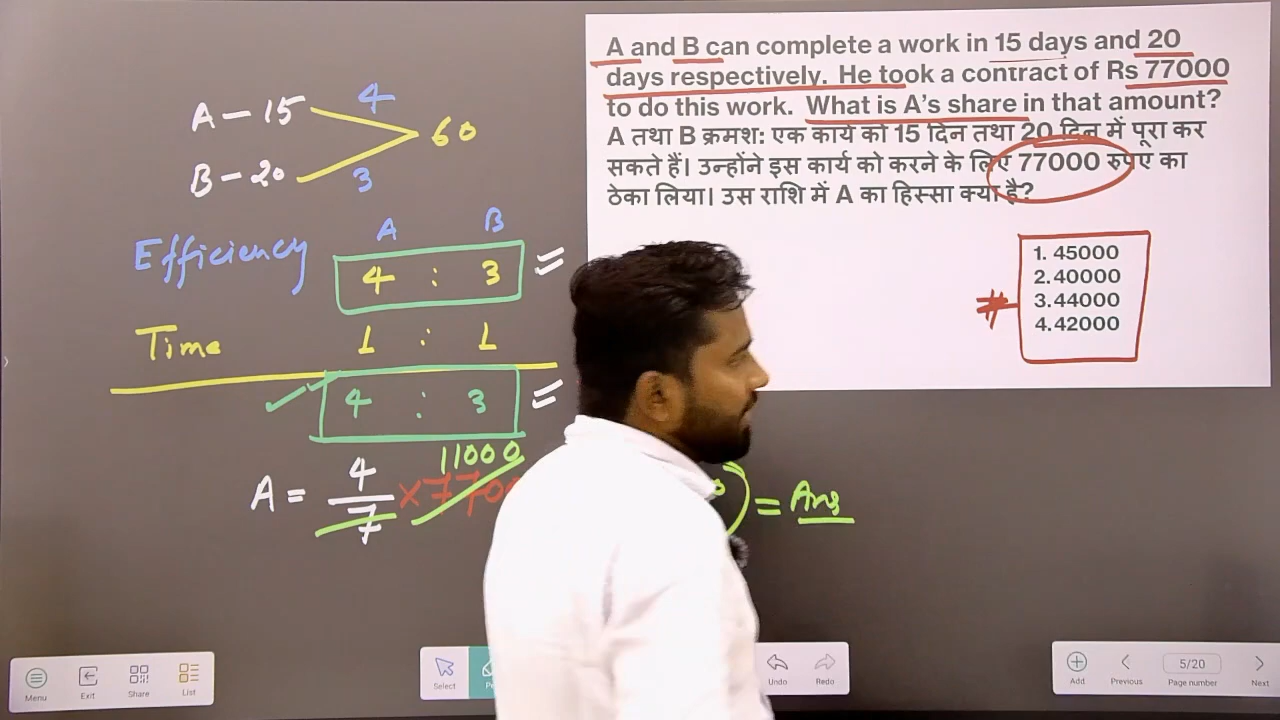 A and B can complete a work in 15 days and 20
days respectively. He took a contract of Rs 77000
to do this work. What is A's share in that amount?
A तथा B क्रमश: एक कार्य को 15 दिन तथा 20 दिन में पूरा कर
सकते हैं। उन्होंने इस कार्य को करने के लिए 77000 रुपए का
ठेका लिया। उस राशि में A का हिस्सा क्या है?
1. 45000
2. 40000
3. 44000
4. 42000
A - 15 4
60
B - 20 3
A B
Efficiency 4 : 3 =
Time 1 : 1
4 : 3 =
11000
A = 4/7 × 770
= Ans
Menu
Exit
Share
List
Select
Undo
Redo
Add
Previous
5/20
Page number
Next